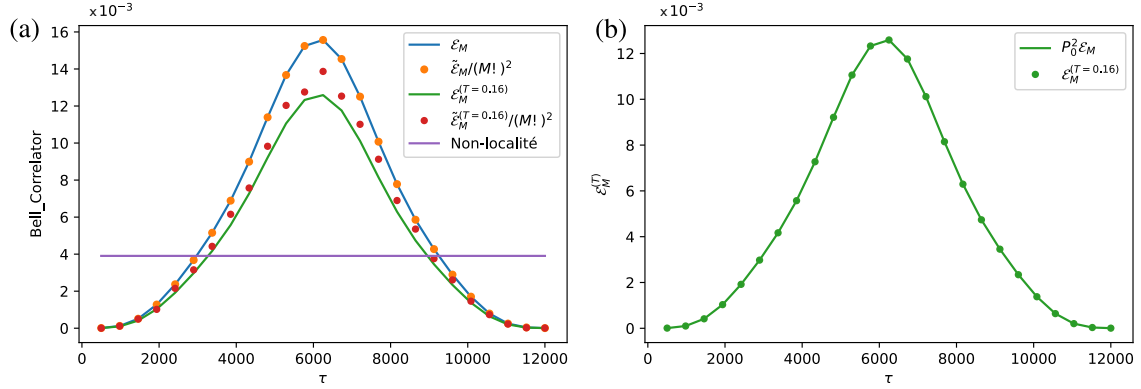 (a)
×10⁻³
16
14
12
10
8
6
4
2
0
Bell_Correlator
ℰ_M
ℰ̃_M/(M!)²
ℰ_M^(T=0.16)
ℰ̃_M^(T=0.16)/(M!)²
Non-localité
0 2000 4000 6000 8000 10000 12000
τ
(b)
×10⁻³
12
10
8
6
4
2
0
ℰ_M^(T)
P₀²ℰ_M
ℰ_M^(T=0.16)
0 2000 4000 6000 8000 10000 12000
τ